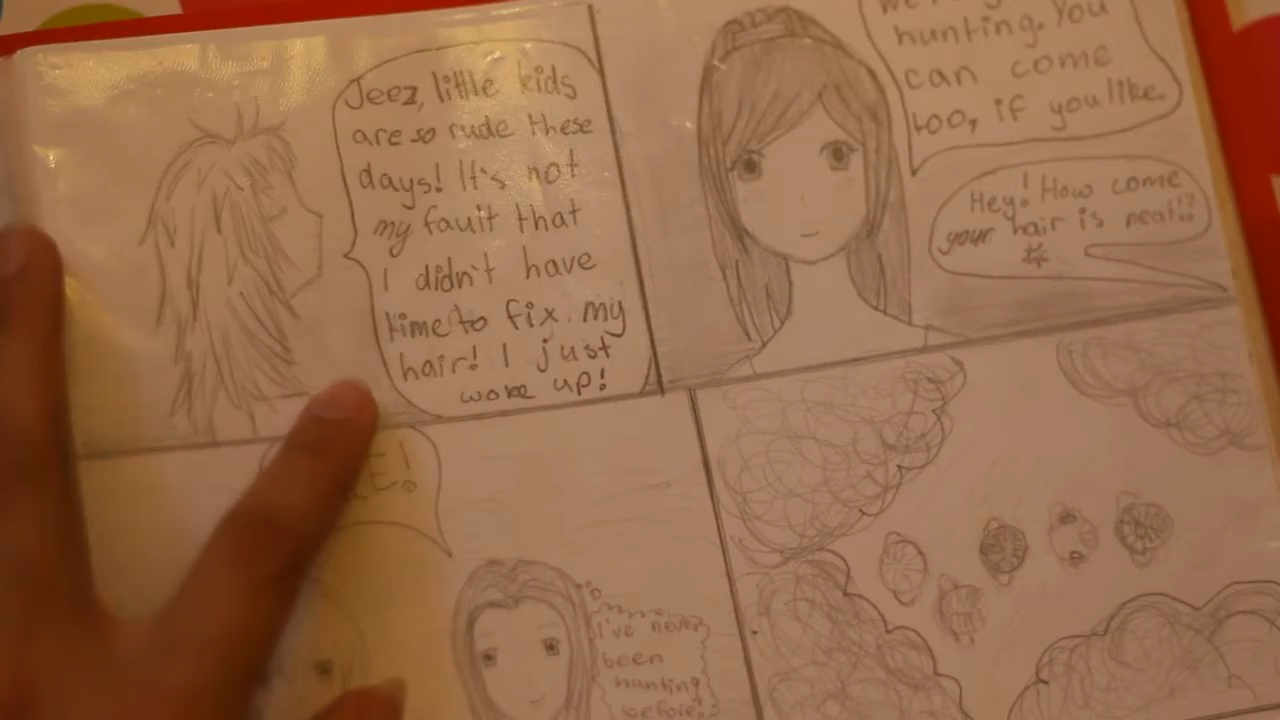 Jeez, little kids
are so rude these
days! It's not
my fault that
I didn't have
time to fix my
hair! I just
woke up!
hunting. You
can come
too, if you like.
Hey! How come
your hair is neat!?
I've never
been
hunting
before!